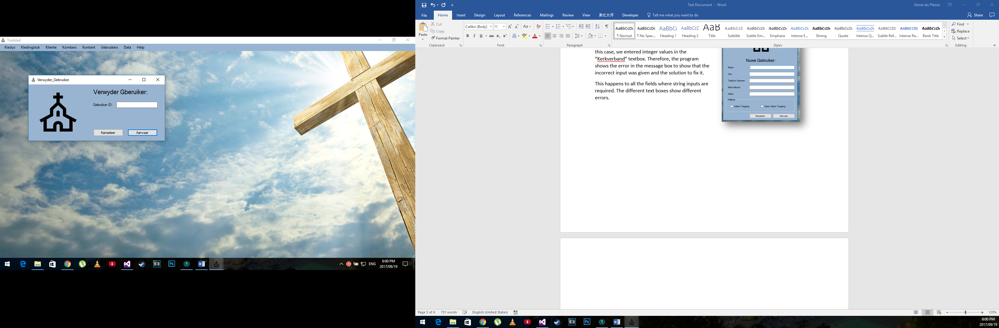 Tuisblad
Kieslys Kledingstuk Kliente Kombers Kontant Gebruikers Data Help
Verwyder_Gebruiker
Verwyder Gberuiker:
Gebruiker ID:
Kanseleer Aanvaar
Ps
ENG
6:00 PM
2017/09/19
Test Document - Word
Gerrie du Plessis
File Home Insert Design Layout References Mailings Review View 美化大师 Developer Tell me what you want to do Share
Paste
Cut
Copy
Format Painter
Clipboard
Calibri (Body) 11
Font
Paragraph
AaBbCcDc AaBbCcDc AaBbCc AaBbCcC AaB AaBbCcD AaBbCcDc AaBbCcDc AaBbCcDc AaBbCcDc AaBbCcDc AaBbCcDc AaBbCcDc AaBbCcDc AaBbCcDc
¶ Normal ¶ No Spac... Heading 1 Heading 2 Title Subtitle Subtle Em... Emphasis Intense E... Strong Quote Intense Q... Subtle Ref... Intense Re... Book Title
Styles
Find
Replace
Select
Editing
this case, we entered integer values in the
“Kerkverband” textbox. Therefore, the program
shows the error in the message box to show that the
incorrect input was given and the solution to fix it.
This happens to all the fields where string inputs are
required. The different text boxes show different
errors.
Nuwe Gebruiker:
Naam
Van
Telefoon Nommer
Kerkverband
Adres
Inligting
Admin Toegang Geen Admin Toegang
Kanseleer Aanvaar
Page 5 of 6 701 words English (United States) 120%
Ps
6:00 PM
2017/09/19